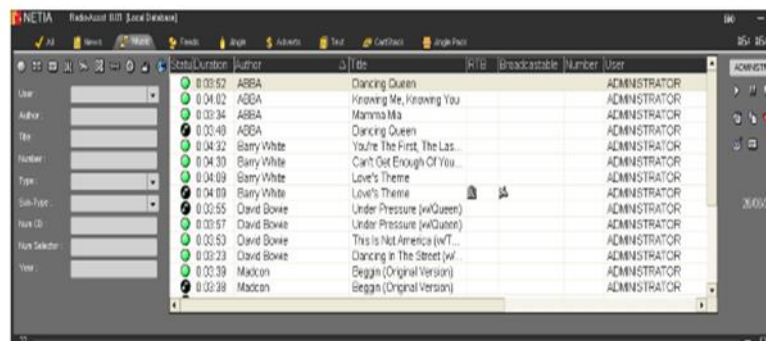 NETIA Radio-Assist 8.01 [Local Database]
All News Music Feeds Jingle Adverts Text CartStack Jingle Pack
Status Duration Author Title RTB Broadcastable Number User
0:03:52 ABBA Dancing Queen ADMINISTRATOR
0:04:02 ABBA Knowing Me, Knowing You ADMINISTRATOR
0:03:34 ABBA Mamma Mia ADMINISTRATOR
0:03:48 ABBA Dancing Queen ADMINISTRATOR
0:04:32 Barry White You're The First, The Las... ADMINISTRATOR
0:04:30 Barry White Can't Get Enough Of You... ADMINISTRATOR
0:04:09 Barry White Love's Theme ADMINISTRATOR
0:04:09 Barry White Love's Theme ADMINISTRATOR
0:03:55 David Bowie Under Pressure (w/Queen) ADMINISTRATOR
0:03:57 David Bowie Under Pressure (w/Queen) ADMINISTRATOR
0:03:53 David Bowie This Is Not America (w/T... ADMINISTRATOR
0:03:23 David Bowie Dancing In The Street (w/... ADMINISTRATOR
0:03:39 Madcon Beggin (Original Version) ADMINISTRATOR
0:03:38 Madcon Beggin (Original Version) ADMINISTRATOR
User :
Author :
Title :
Number :
Type :
Sub-Type :
Num CD :
Num Selector :
Year :